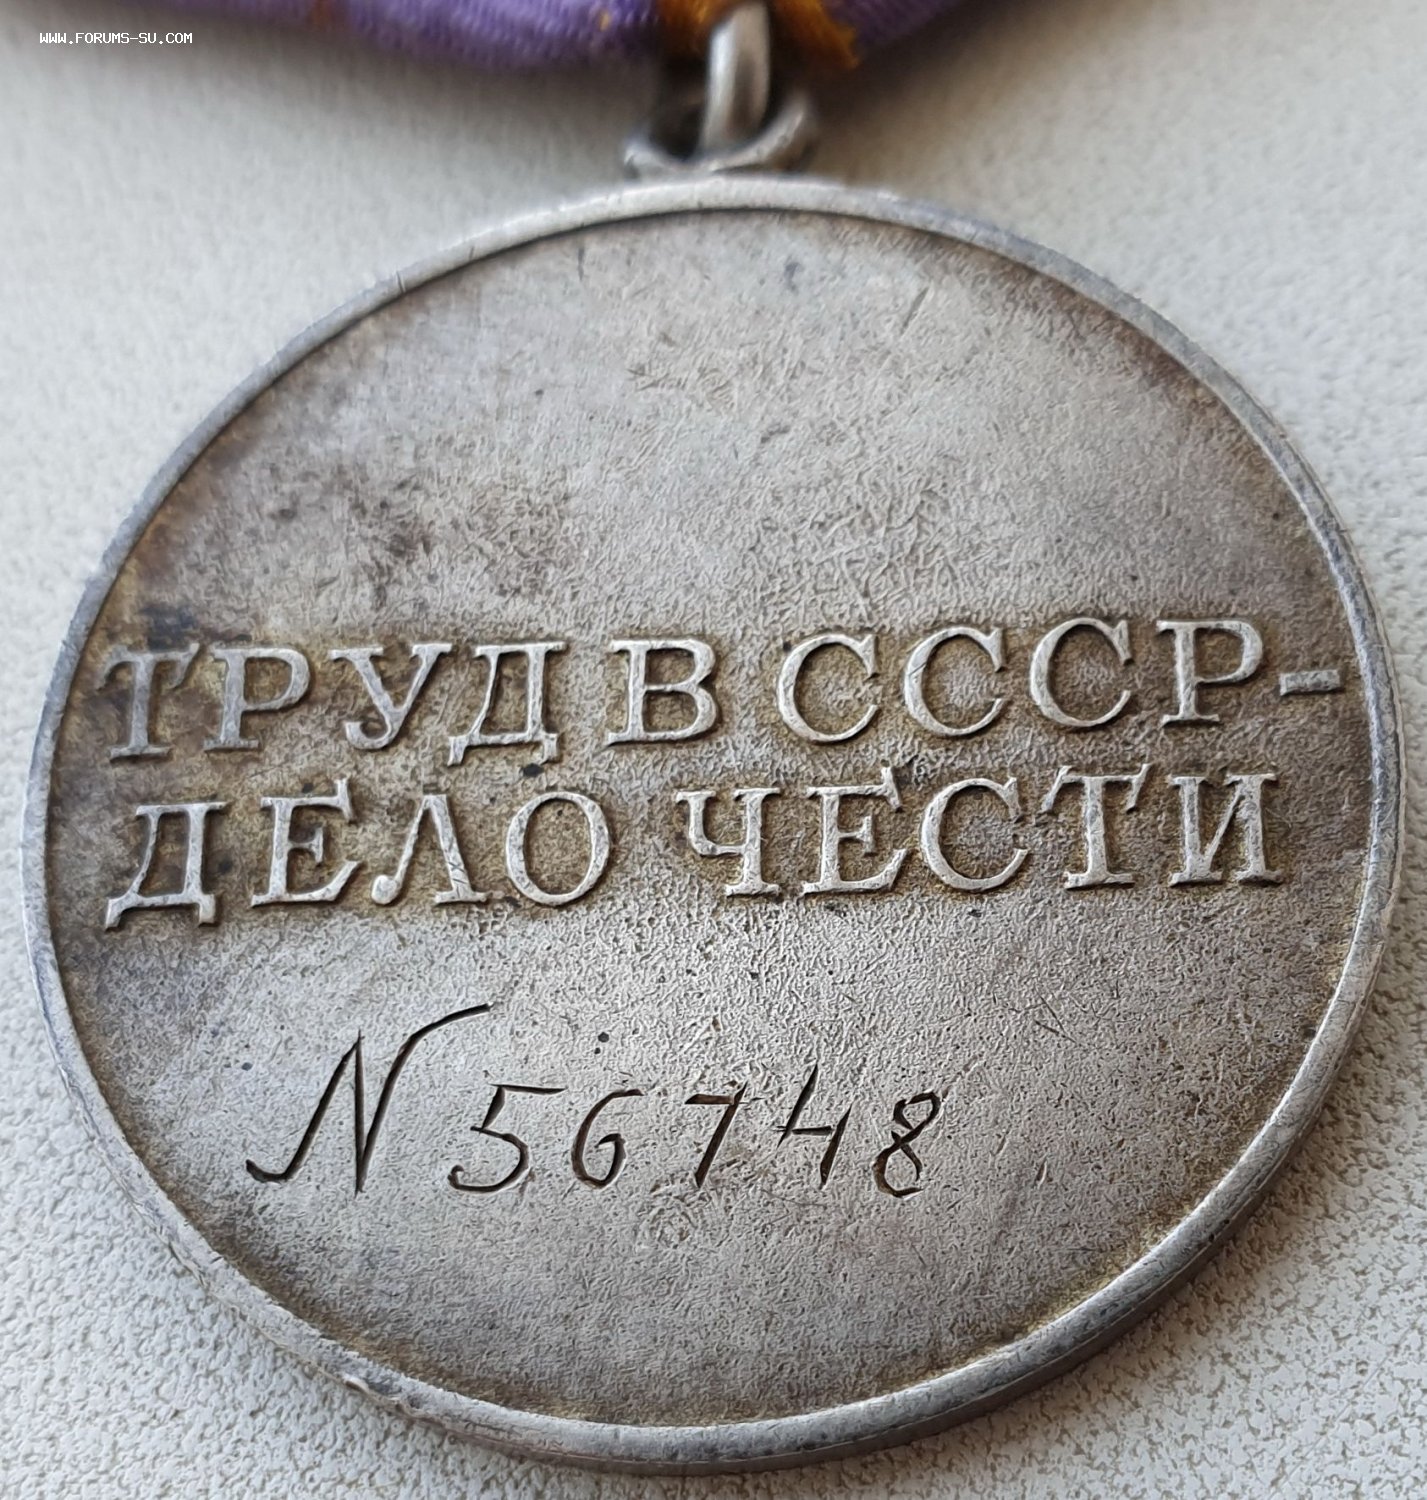 WWW.FORUMS-SU.COM
ТРУД В СССР-
ДЕЛО ЧЕСТИ
N 56748